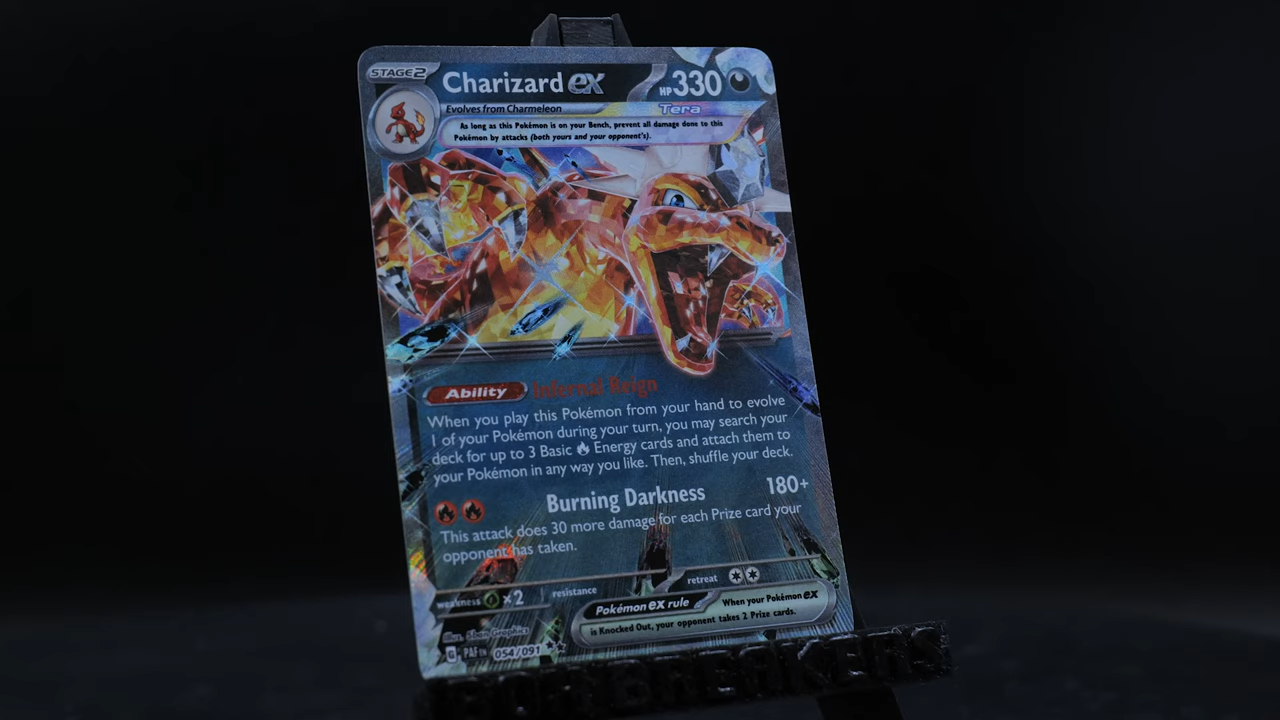 STAGE2 Charizard ex HP 330
Evolves from Charmeleon Tera
As long as this Pokémon is on your Bench, prevent all damage done to this
Pokémon by attacks (both yours and your opponent's).
Ability Infernal Reign
When you play this Pokémon from your hand to evolve
1 of your Pokémon during your turn, you may search your
deck for up to 3 Basic Energy cards and attach them to
your Pokémon in any way you like. Then, shuffle your deck.
Burning Darkness 180+
This attack does 30 more damage for each Prize card your
opponent has taken.
weakness ×2 resistance retreat
Pokémon ex rule When your Pokémon ex
is Knocked Out, your opponent takes 2 Prize cards.
Illus. 5ban Graphics
G PAF EN 054/091
BREAKERS